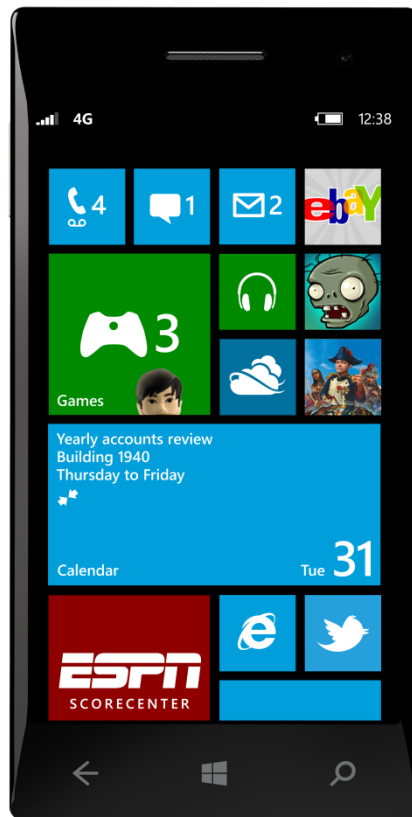 4G
12:38
4
1
2
ebaY
3
Games
Yearly accounts review
Building 1940
Thursday to Friday
Calendar
Tue 31
ESPN
SCORECENTER